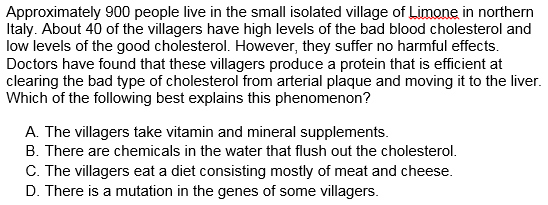 Approximately 900 people live in the small isolated village of Limone in northern
Italy. About 40 of the villagers have high levels of the bad blood cholesterol and
low levels of the good cholesterol. However, they suffer no harmful effects.
Doctors have found that these villagers produce a protein that is efficient at
clearing the bad type of cholesterol from arterial plaque and moving it to the liver.
Which of the following best explains this phenomenon?
A. The villagers take vitamin and mineral supplements.
B. There are chemicals in the water that flush out the cholesterol.
C. The villagers eat a diet consisting mostly of meat and cheese.
D. There is a mutation in the genes of some villagers.